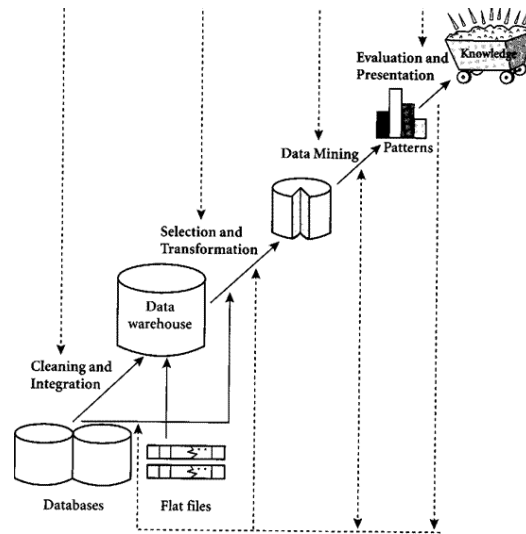 Evaluation and
Presentation
Knowledge
Patterns
Data Mining
Selection and
Transformation
Data
warehouse
Cleaning and
Integration
Databases
Flat files